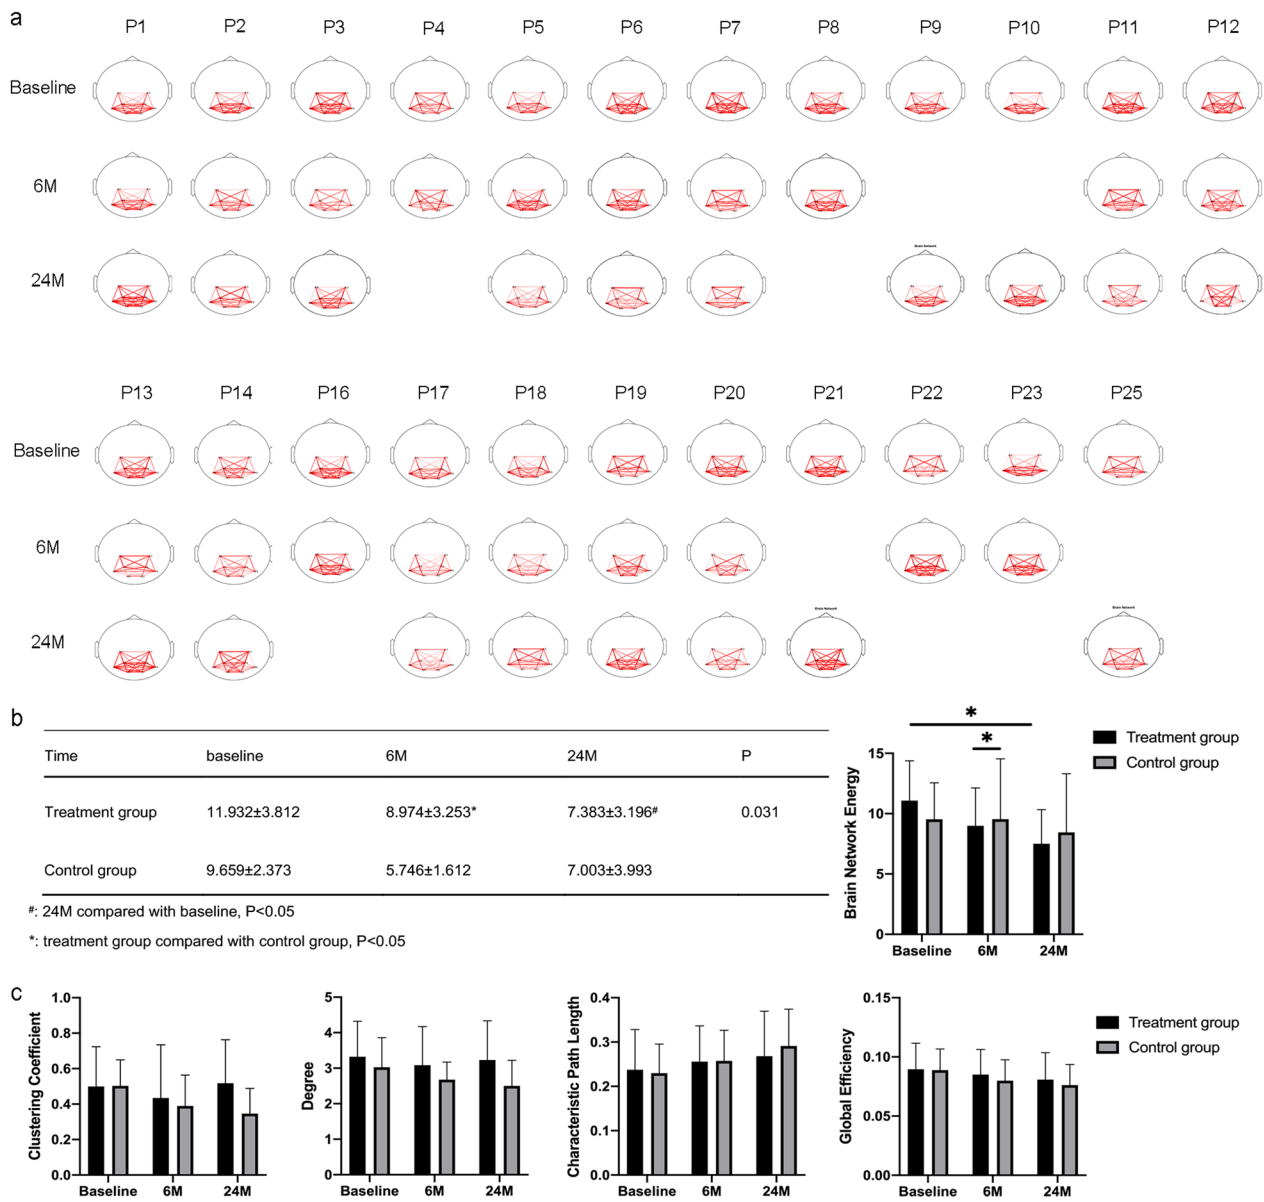 a
P1 P2 P3 P4 P5 P6 P7 P8 P9 P10 P11 P12
Baseline
6M
24M
Brain Network
P13 P14 P16 P17 P18 P19 P20 P21 P22 P23 P25
Baseline
6M
24M
Brain Network
Brain Network
b
Time baseline 6M 24M P
Treatment group 11.932±3.812 8.974±3.253* 7.383±3.196# 0.031
Control group 9.659±2.373 5.746±1.612 7.003±3.993
#: 24M compared with baseline, P<0.05
*: treatment group compared with control group, P<0.05
*
*
Treatment group
Control group
Brain Network Energy
15
10
5
0
Baseline 6M 24M
c
Clustering Coefficient
1.0
0.8
0.6
0.4
0.2
0.0
Baseline 6M 24M
Degree
5
4
3
2
1
0
Baseline 6M 24M
Characteristic Path Length
0.4
0.3
0.2
0.1
0.0
Baseline 6M 24M
Global Efficiency
0.15
0.10
0.05
0.00
Baseline 6M 24M
Treatment group
Control group